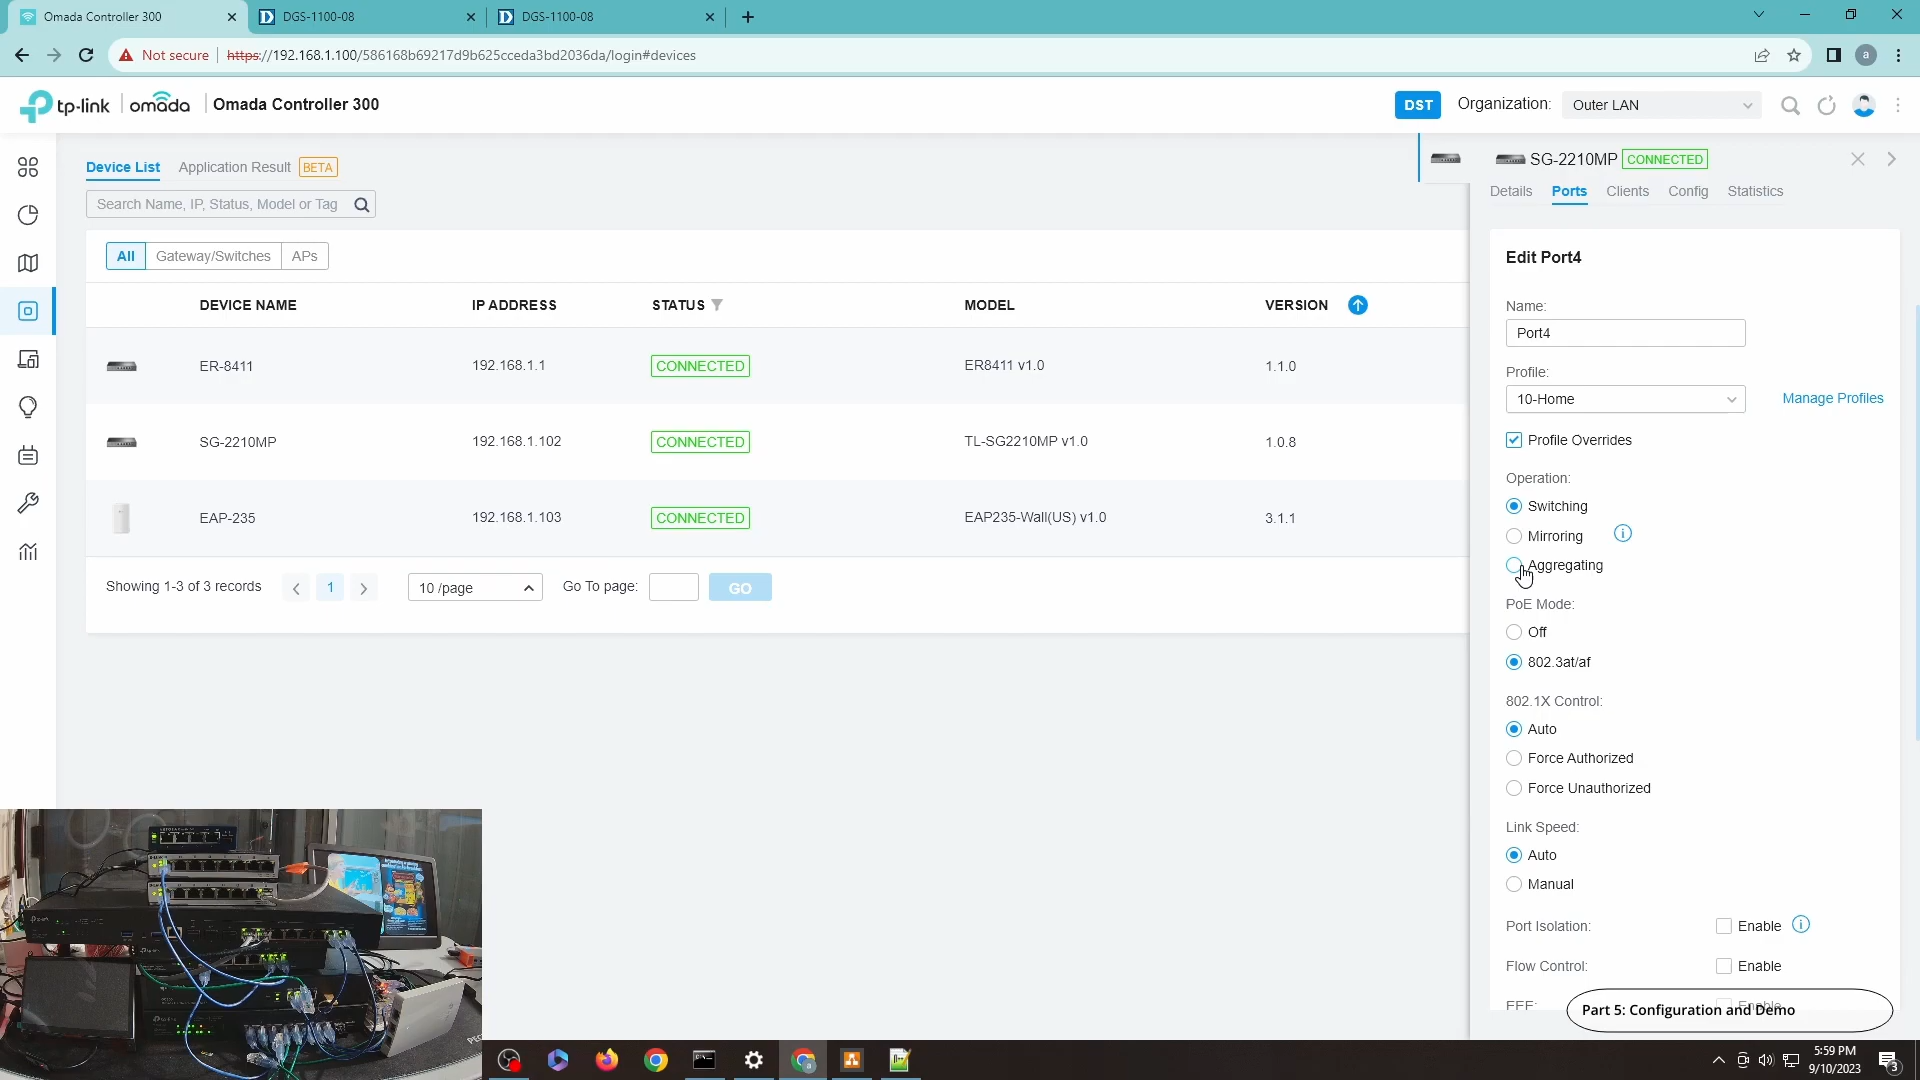 Omada Controller 300
DGS-1100-08
DGS-1100-08
Not secure
https://192.168.1.100/586168b69217d9b625cceda3bd2036da/login#devices
a
tp-link
omada
Omada Controller 300
DST
Organization:
Outer LAN
Device List
Application Result
BETA
Search Name, IP, Status, Model or Tag
All
Gateway/Switches
APs
DEVICE NAME
IP ADDRESS
STATUS
MODEL
VERSION
ER-8411
192.168.1.1
CONNECTED
ER8411 v1.0
1.1.0
SG-2210MP
192.168.1.102
CONNECTED
TL-SG2210MP v1.0
1.0.8
EAP-235
192.168.1.103
CONNECTED
EAP235-Wall(US) v1.0
3.1.1
Showing 1-3 of 3 records
1
10 /page
Go To page:
GO
SG-2210MP
CONNECTED
Details
Ports
Clients
Config
Statistics
Edit Port4
Name:
Port4
Profile:
10-Home
Manage Profiles
Profile Overrides
Operation:
Switching
Mirroring
Aggregating
PoE Mode:
Off
802.3at/af
802.1X Control:
Auto
Force Authorized
Force Unauthorized
Link Speed:
Auto
Manual
Port Isolation:
Enable
Flow Control:
Enable
EEE:
Enable
Part 5: Configuration and Demo
5:59 PM
9/10/2023
3